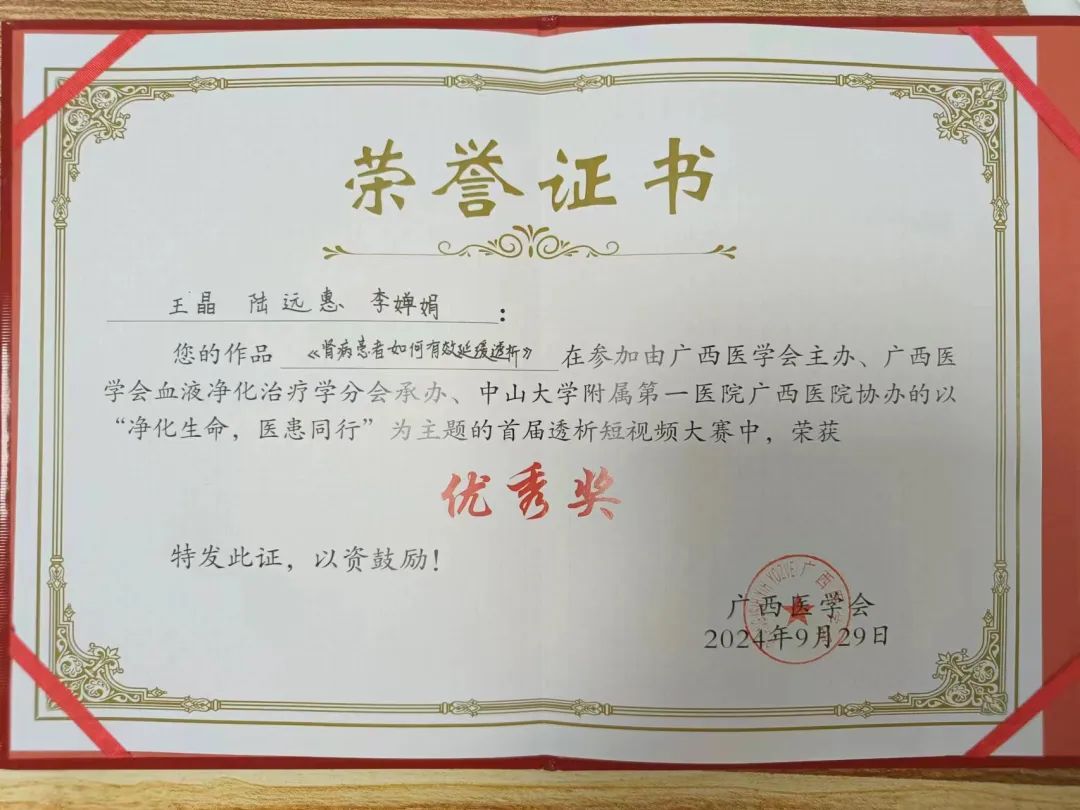 荣誉证书
王晶 陆远惠 李婵娟：
您的作品 《肾病患者如何有效延缓透析》 在参加由广西医学会主办、广西医
学会血液净化治疗学分会承办、中山大学附属第一医院广西医院协办的以
“净化生命，医患同行”为主题的首届透析短视频大赛中，荣获
优秀奖
特发此证，以资鼓励！
广西医学会
2024年9月29日